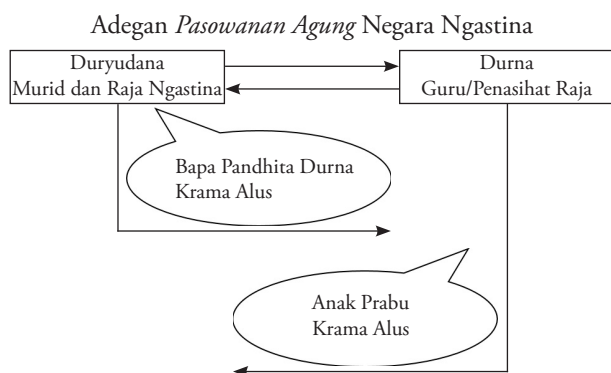 Adegan Pasowanan Agung Negara Ngastina
Duryudana
Murid dan Raja Ngastina
Durna
Guru/Penasihat Raja
Bapa Pandhita Durna
Krama Alus
Anak Prabu
Krama Alus